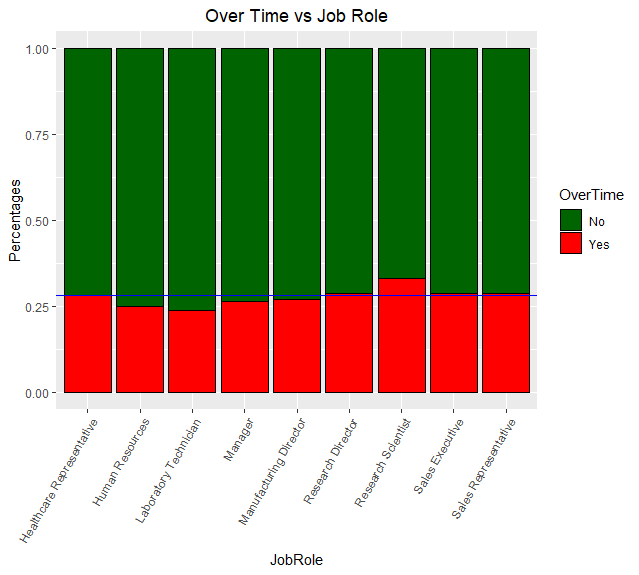 Over Time vs Job Role
Percentages
1.00
0.75
0.50
0.25
0.00
Healthcare Representative
Human Resources
Laboratory Technician
Manager
Manufacturing Director
Research Director
Research Scientist
Sales Executive
Sales Representative
JobRole
OverTime
No
Yes